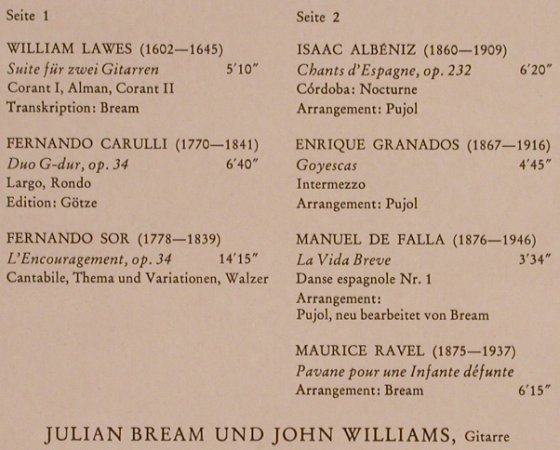 Seite 1
WILLIAM LAWES (1602—1645)
Suite für zwei Gitarren 5'10"
Corant I, Alman, Corant II
Transkription: Bream
FERNANDO CARULLI (1770—1841)
Duo G-dur, op. 34 6'40"
Largo, Rondo
Edition: Götze
FERNANDO SOR (1778—1839)
L'Encouragement, op. 34 14'15"
Cantabile, Thema und Variationen, Walzer
Seite 2
ISAAC ALBÉNIZ (1860—1909)
Chants d'Espagne, op. 232 6'20"
Córdoba: Nocturne
Arrangement: Pujol
ENRIQUE GRANADOS (1867—1916)
Goyescas 4'45"
Intermezzo
Arrangement: Pujol
MANUEL DE FALLA (1876—1946)
La Vida Breve 3'34"
Danse espagnole Nr. 1
Arrangement:
Pujol, neu bearbeitet von Bream
MAURICE RAVEL (1875—1937)
Pavane pour une Infante défunte
Arrangement: Bream 6'15"
JULIAN BREAM UND JOHN WILLIAMS, Gitarre